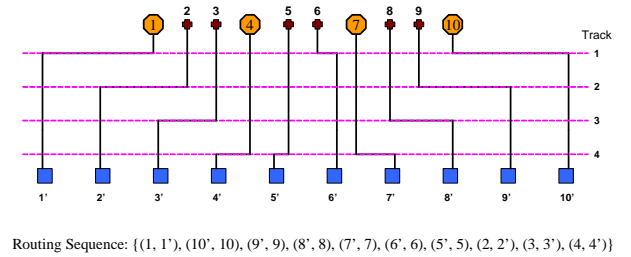 2 3 5 6 8 9
1 4 7 10
Track
1
2
3
4
1’ 2’ 3’ 4’ 5’ 6’ 7’ 8’ 9’ 10’
Routing Sequence: {(1, 1’), (10’, 10), (9’, 9), (8’, 8), (7’, 7), (6’, 6), (5’, 5), (2, 2’), (3, 3’), (4, 4’)}